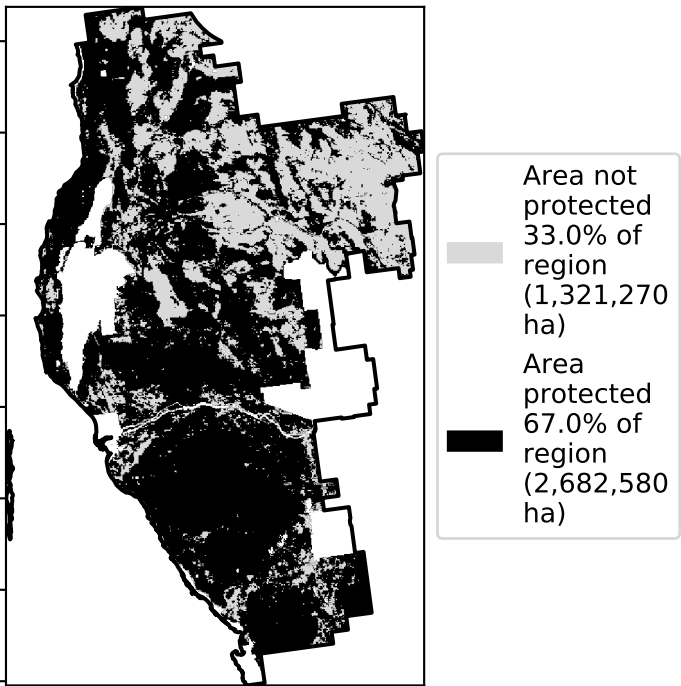 Area not
protected
33.0% of
region
(1,321,270
ha)
Area
protected
67.0% of
region
(2,682,580
ha)